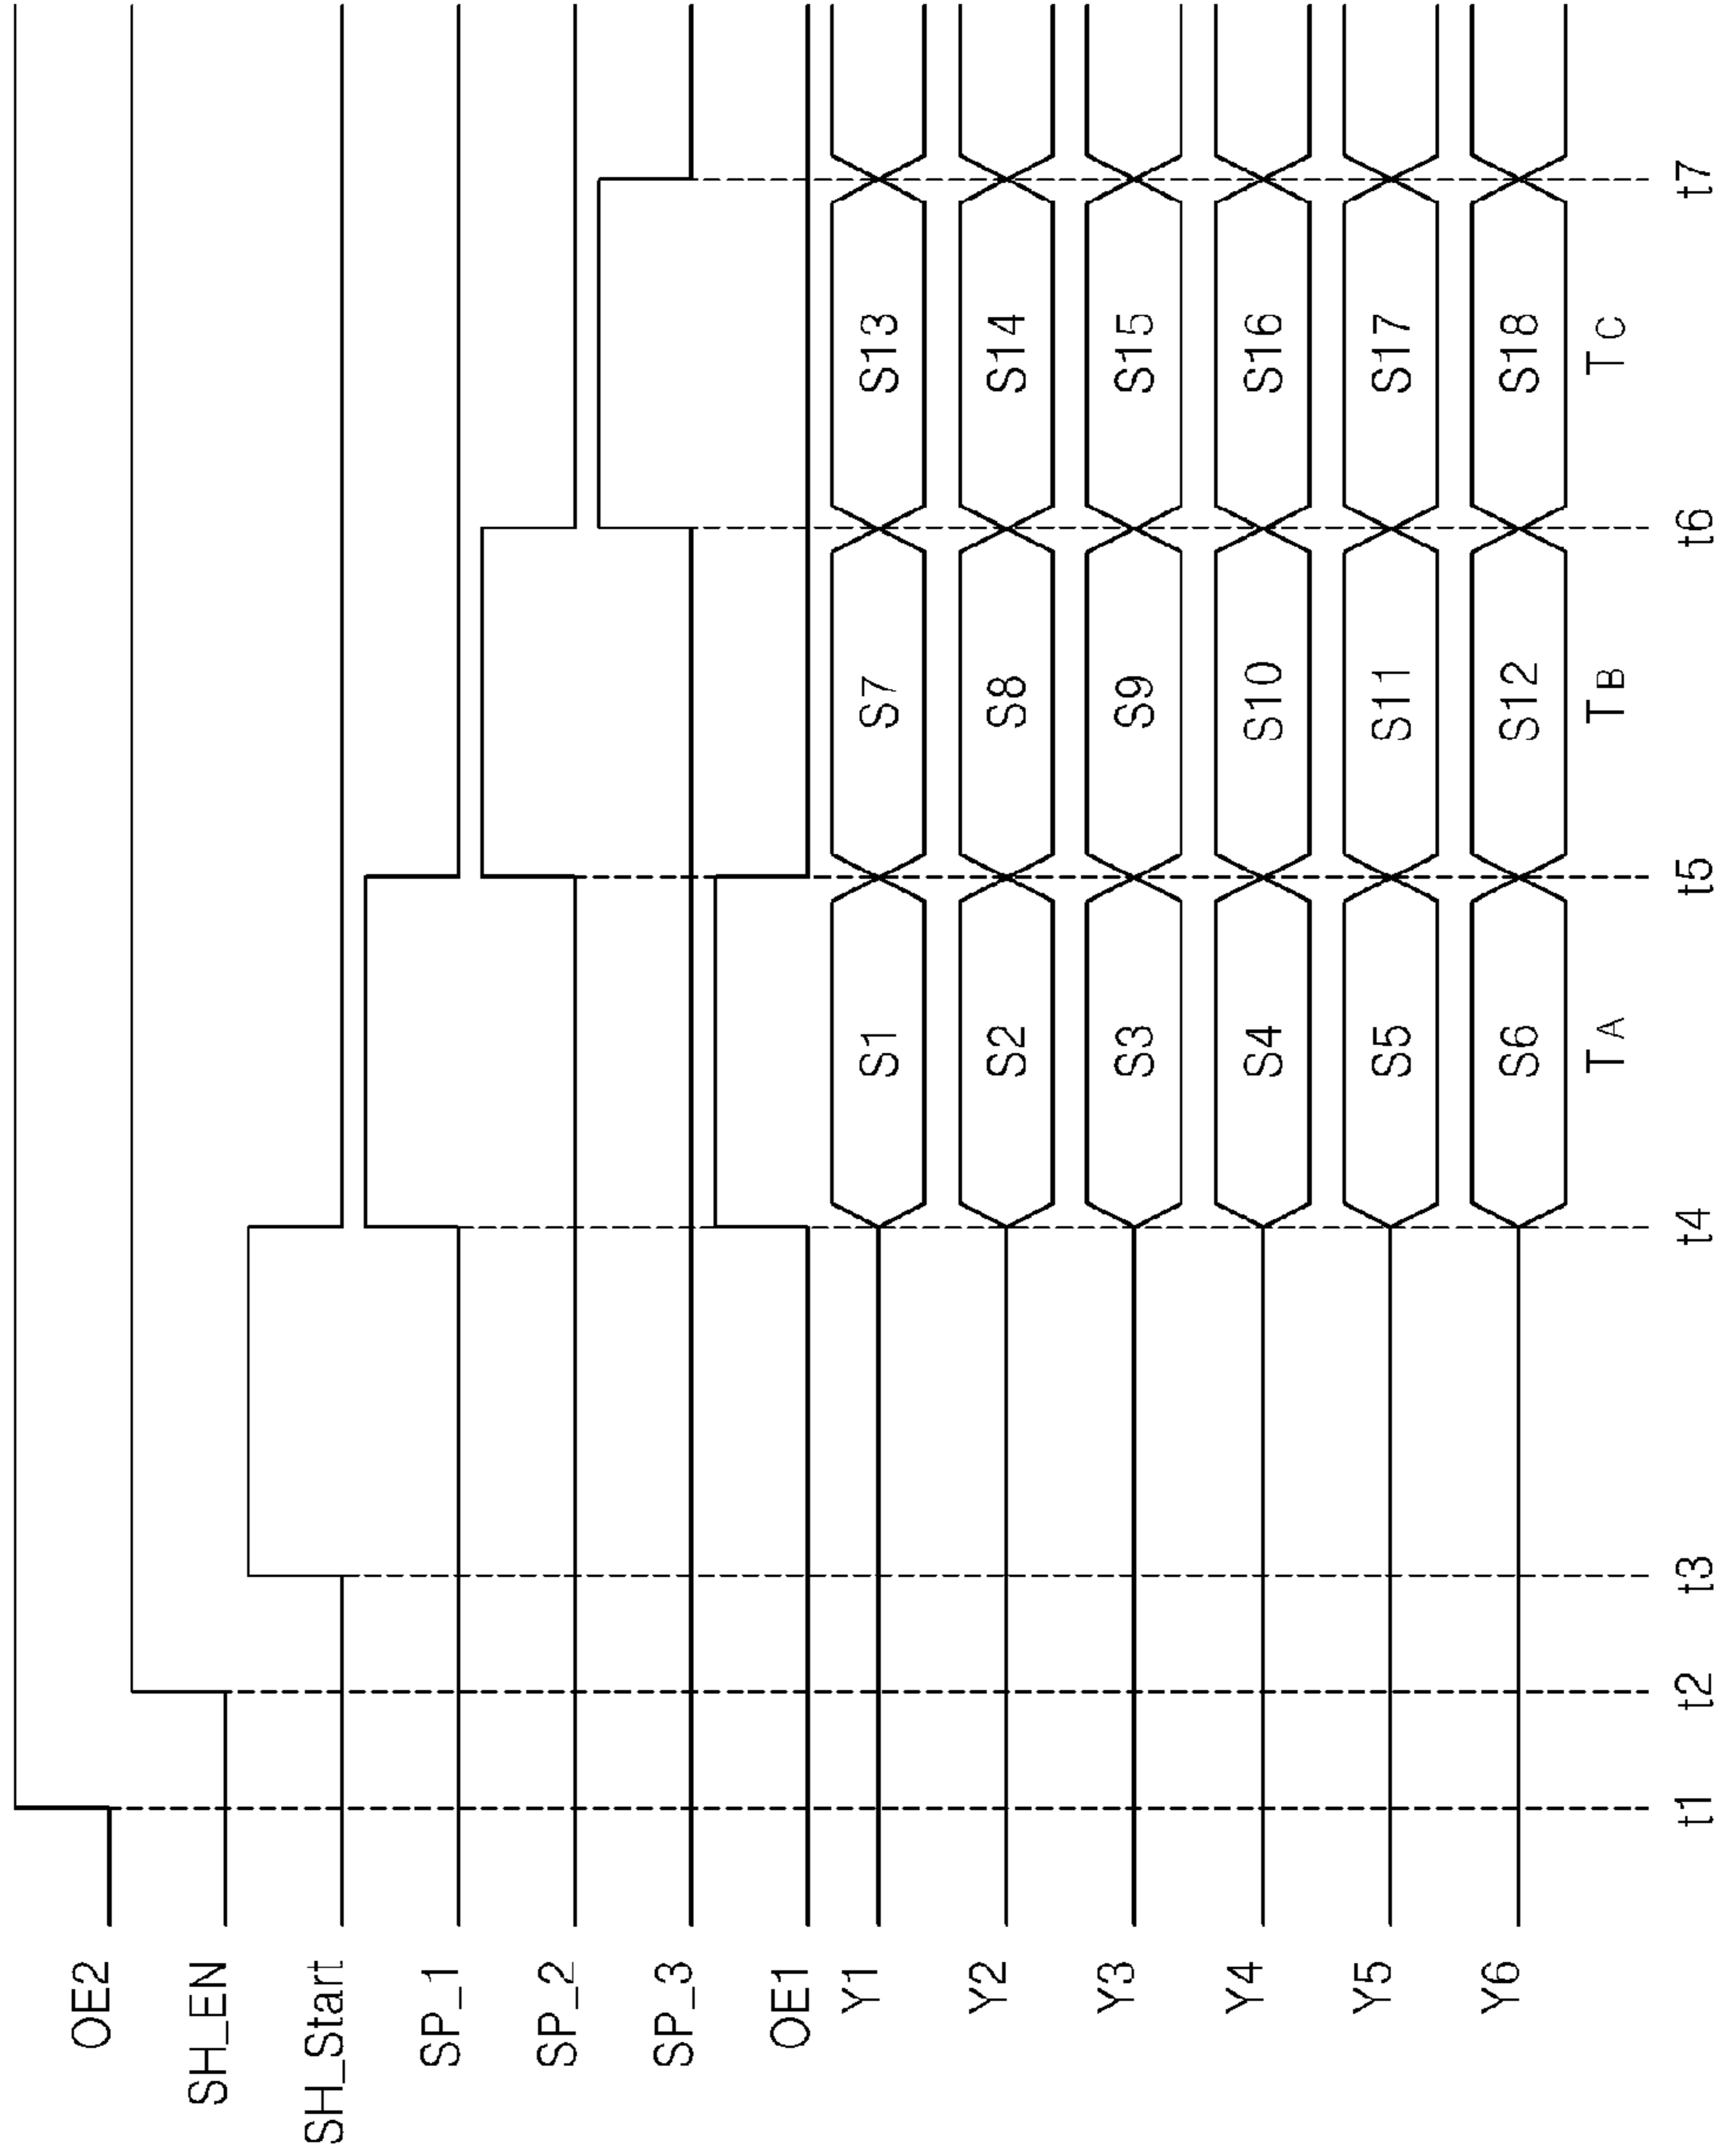 OE2
SH_EN
SH_Start
SP_1
SP_2
SP_3
OE1
Y1 S1 S7 S13
Y2 S2 S8 S14
Y3 S3 S9 S15
Y4 S4 S10 S16
Y5 S5 S11 S17
Y6 S6 S12 S18
TA TB TC
t1 t2 t3 t4 t5 t6 t7